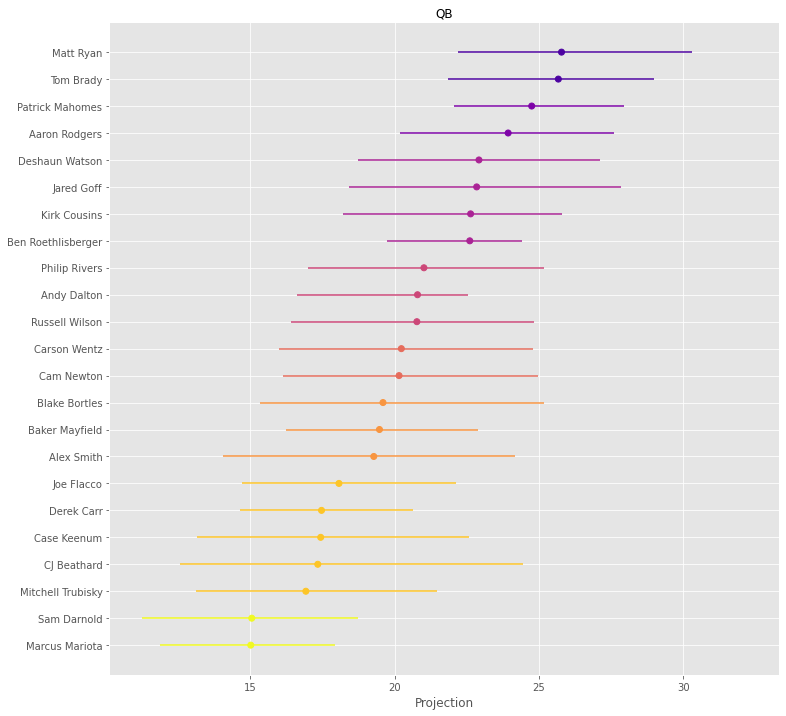 QB
Matt Ryan
Tom Brady
Patrick Mahomes
Aaron Rodgers
Deshaun Watson
Jared Goff
Kirk Cousins
Ben Roethlisberger
Philip Rivers
Andy Dalton
Russell Wilson
Carson Wentz
Cam Newton
Blake Bortles
Baker Mayfield
Alex Smith
Joe Flacco
Derek Carr
Case Keenum
CJ Beathard
Mitchell Trubisky
Sam Darnold
Marcus Mariota
15 20 25 30
Projection